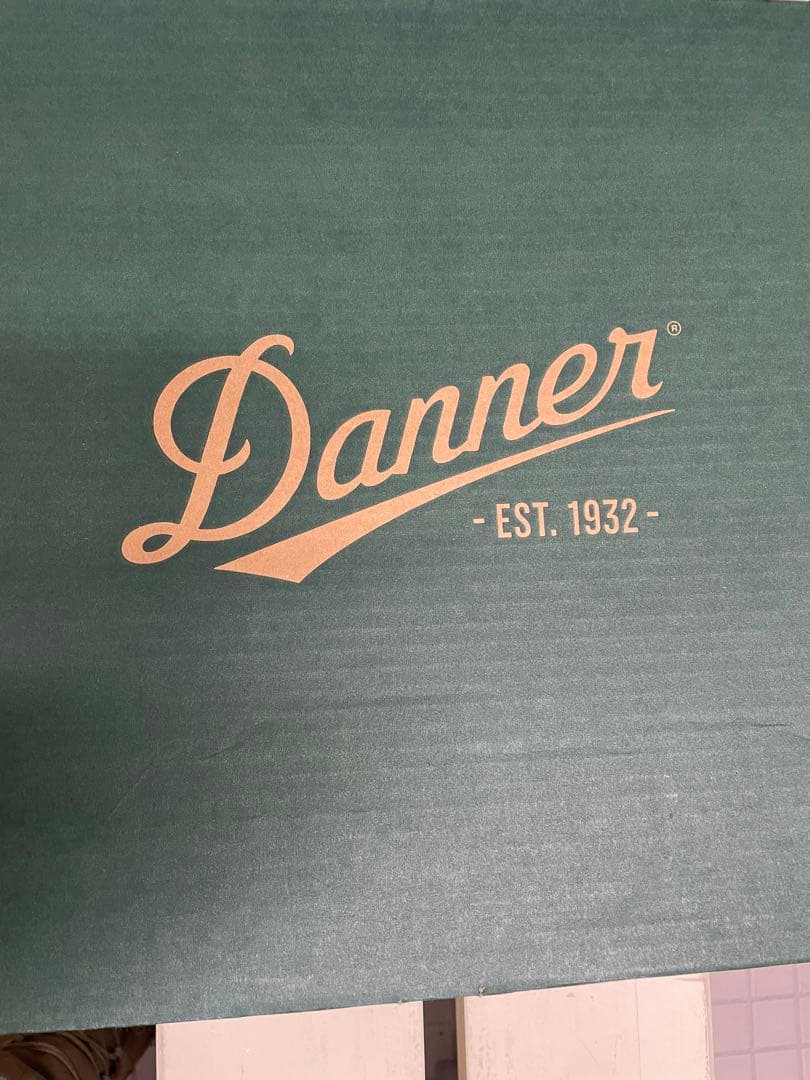 Danner®
- EST. 1932 -